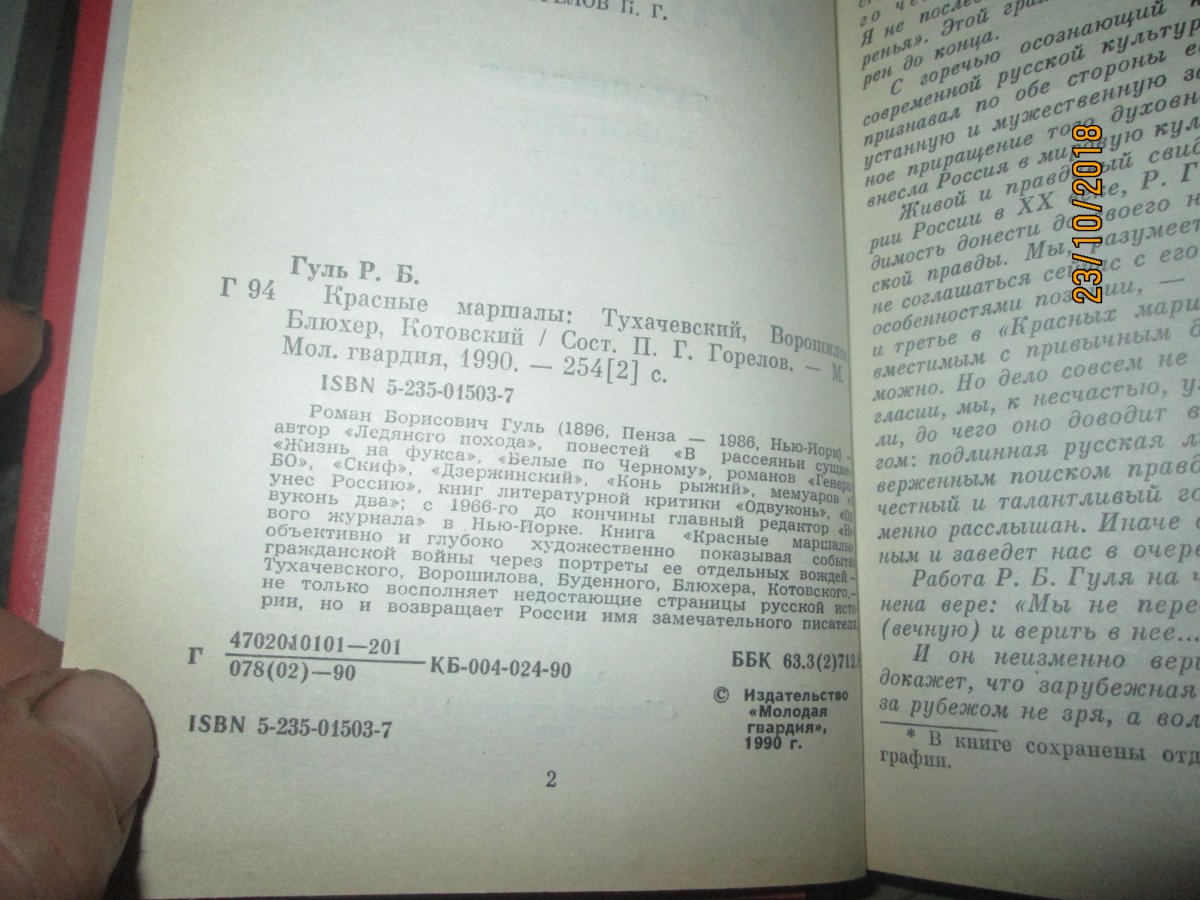 П. Г.
Гуль Р. Б.
Г 94 Красные маршалы: Тухачевский, Ворошилов
Блюхер, Котовский / Сост. П. Г. Горелов. — М.
Мол. гвардия, 1990. — 254[2] с.
ISBN 5-235-01503-7
Роман Борисович Гуль (1896, Пенза — 1986, Нью-Йорк) —
автор «Ледяного похода», повестей «В рассеяньи сущие»
«Жизнь на фукса», «Белые по Черному», романов «Генерал
БО», «Скиф», «Дзержинский», «Конь рыжий», мемуаров
унес Россию», книг литературной критики «Одвуконь»,
вуконь два»; с 1966-го до кончины главный редактор «Но
вого журнала» в Нью-Йорке. Книга «Красные маршалы»
объективно и глубоко художественно показывая события
гражданской войны через портреты ее отдельных вождей —
Тухачевского, Ворошилова, Буденного, Блюхера, Котовского,—
не только восполняет недостающие страницы русской исто-
рии, но и возвращает России имя замечательного писателя
Г 4702010101—201
078(02)—90 КБ-004-024-90
ББК 63.3(2)712.
© Издательство
«Молодая
гвардия»,
1990 г.
ISBN 5-235-01503-7
2
Я не после
ренья». Этой
рен до конца.
С горечью осознающий
современной русской культур
признавал по обе стороны
устанную и мужественную
ное приращение того духовн
внесла Россия в мировую кул
Живой и правдивый свид
рии России в XX веке, Р. Г
димость донести до своего
ской правды. Мы, разумеет
не соглашаться сейчас с его
особенностями поэзии, —
и третье в «Красных марш
вместимым с привычным
можно. Но дело совсем не
гласии, мы, к несчастью,
ли, до чего оно доводит
гом: подлинная русская
верженным поиском правд
честный и талантливый го
менно расслышан. Иначе
ным и заведет нас в очере
Работа Р. Б. Гуля на ч
нена вере: «Мы не пере
(вечную) и верить в нее...
И он неизменно вери
докажет, что зарубежная
за рубежом не зря, а вол
* В книге сохранены отд
графии.
23/10/2018